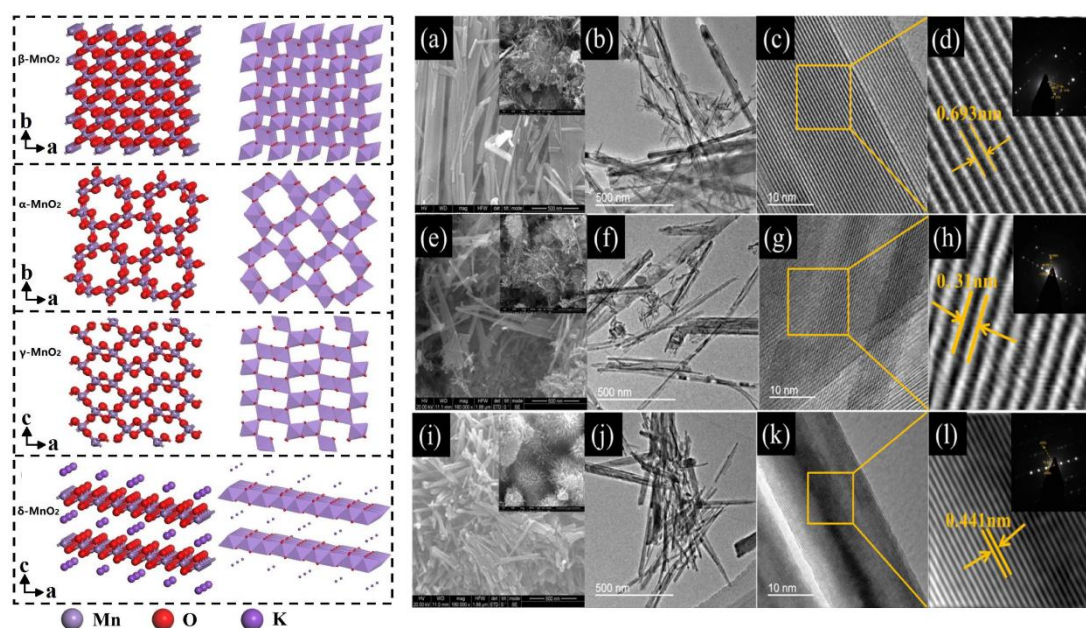 β-MnO₂
b
a
α-MnO₂
b
a
γ-MnO₂
c
a
δ-MnO₂
c
a
Mn O K
(a) (b) (c) (d)
0.693nm
500 nm
10 nm
(e) (f) (g) (h)
0.31nm
500 nm
10 nm
(i) (j) (k) (l)
0.441nm
500 nm
10 nm